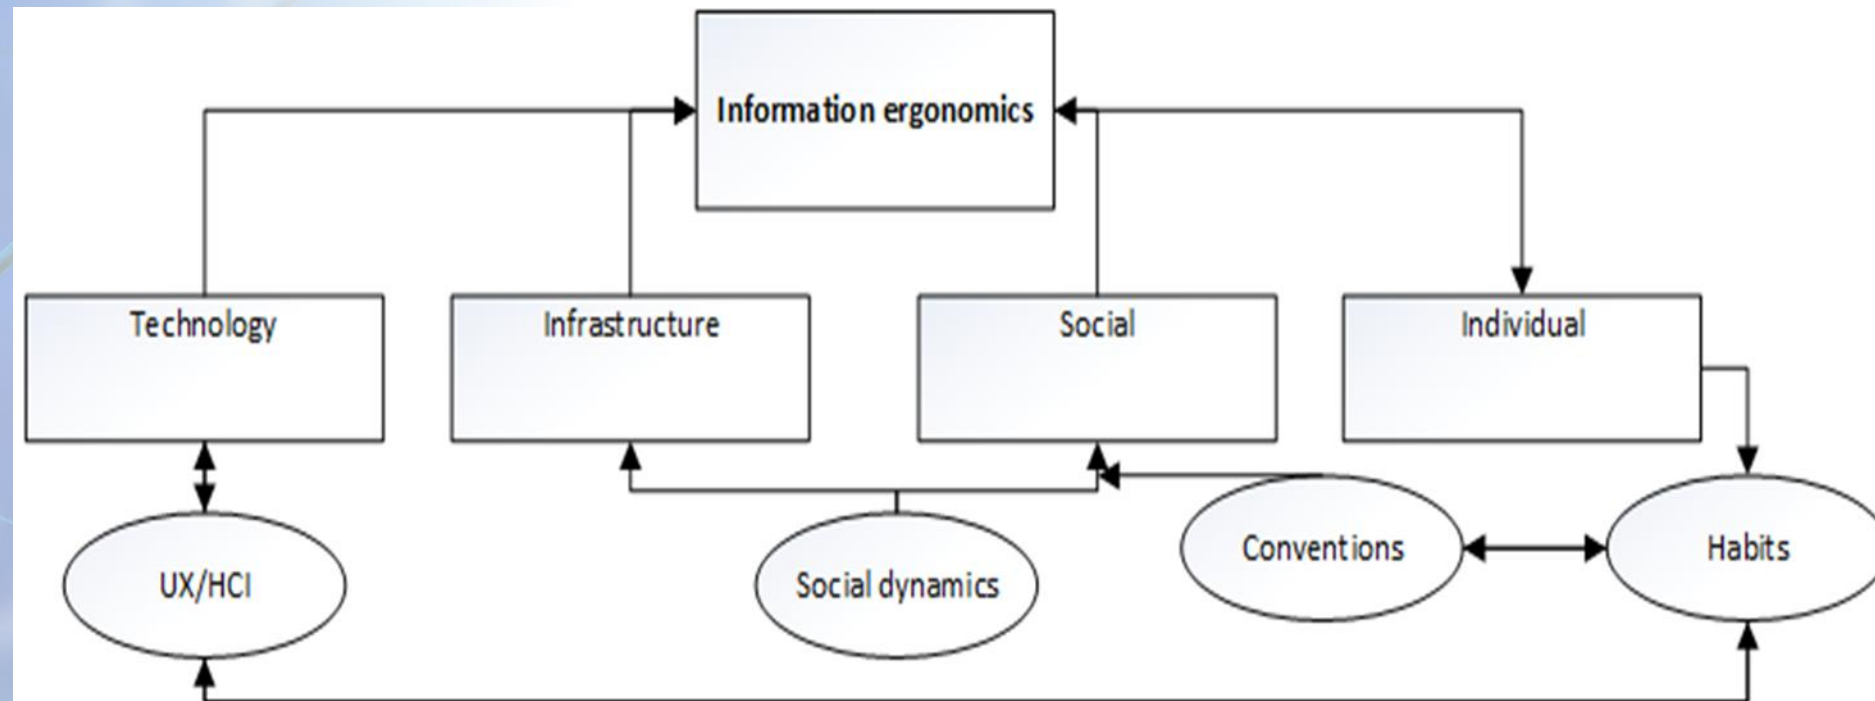 Information ergonomics
Technology
Infrastructure
Social
Individual
UX/HCI
Social dynamics
Conventions
Habits